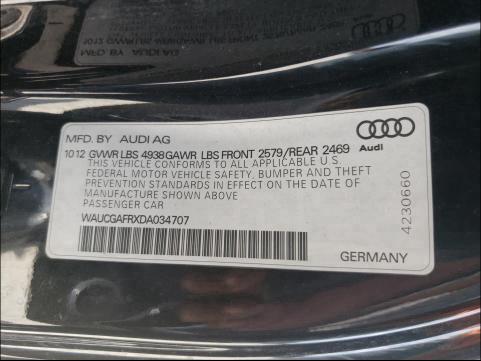 MFD. BY AUDI AG
1012 GVWR LBS 4938 GAWR LBS FRONT 2579/REAR 2469
THIS VEHICLE CONFORMS TO ALL APPLICABLE U.S.
FEDERAL MOTOR VEHICLE SAFETY, BUMPER AND THEFT
PREVENTION STANDARDS IN EFFECT ON THE DATE
OF MANUFACTURE SHOWN ABOVE
PASSENGER CAR
WAUCGAFRXDA034707
Audi
4230660
GERMANY